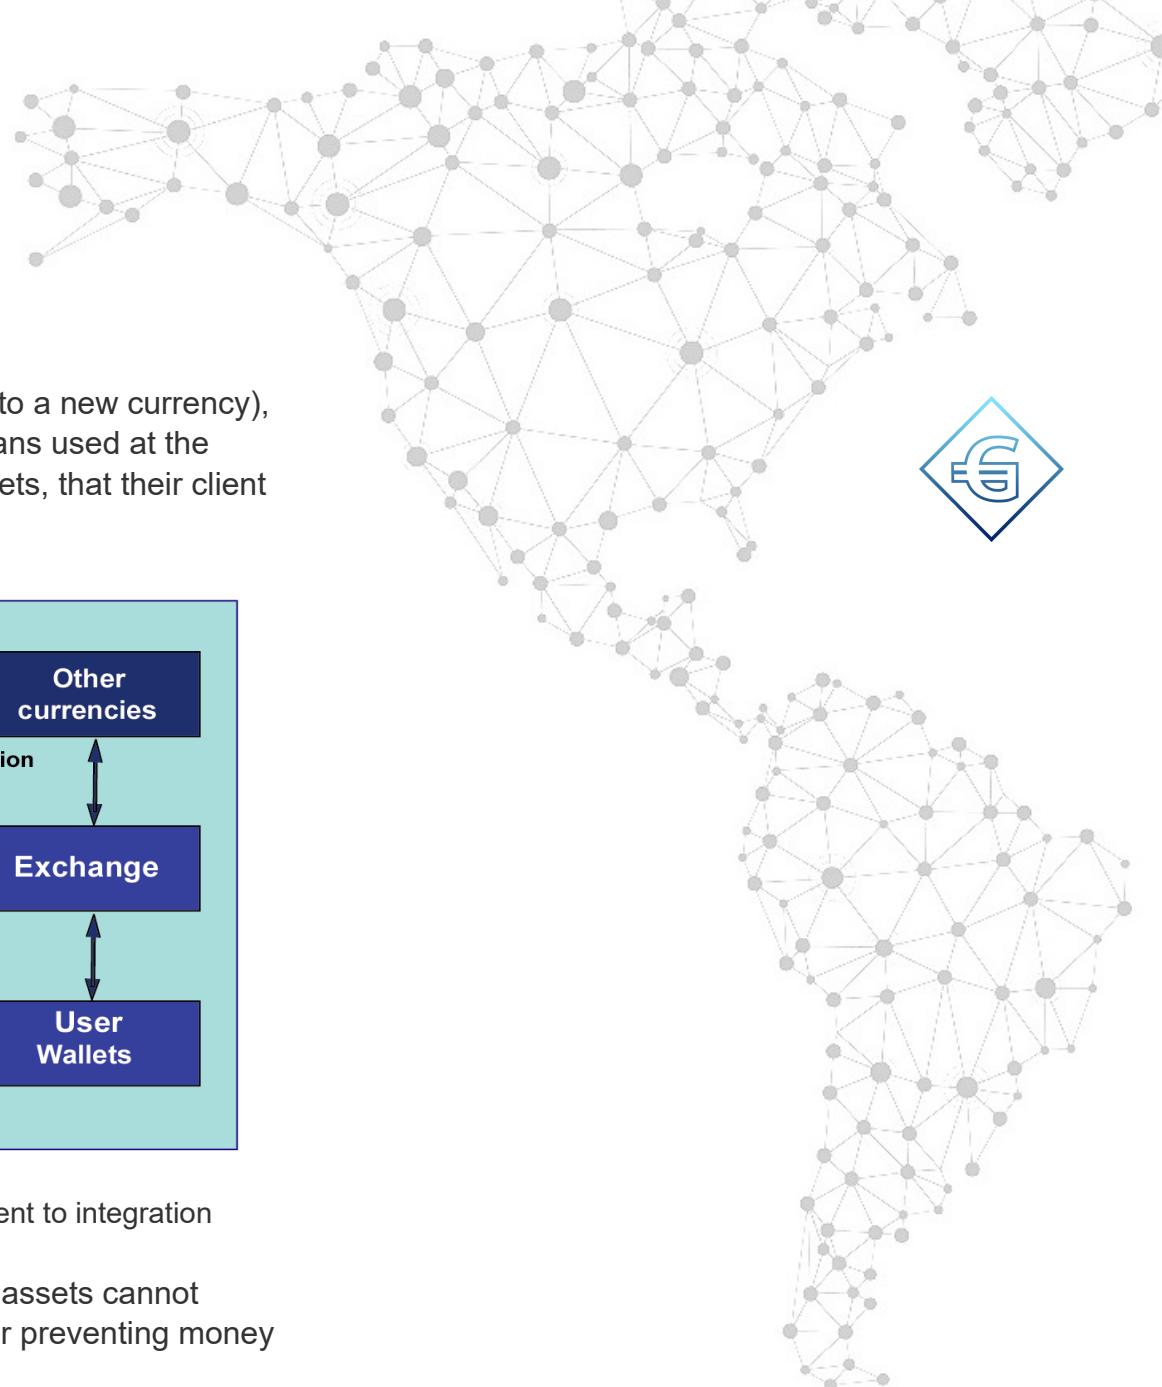 to a new currency),
ans used at the
ets, that their client
Other
currencies
ion
Exchange
User
Wallets
ent to integration
assets cannot
r preventing money